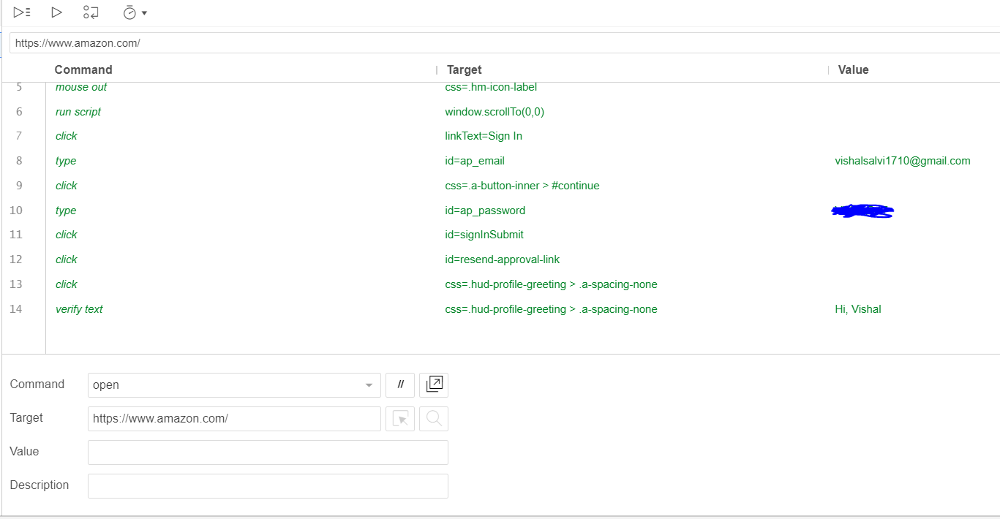 https://www.amazon.com/
Command Target Value
5 mouse out css=.hm-icon-label
6 run script window.scrollTo(0,0)
7 click linkText=Sign In
8 type id=ap_email vishalsalvi1710@gmail.com
9 click css=.a-button-inner > #continue
10 type id=ap_password
11 click id=signInSubmit
12 click id=resend-approval-link
13 click css=.hud-profile-greeting > .a-spacing-none
14 verify text css=.hud-profile-greeting > .a-spacing-none Hi, Vishal
Command open //
Target https://www.amazon.com/
Value
Description